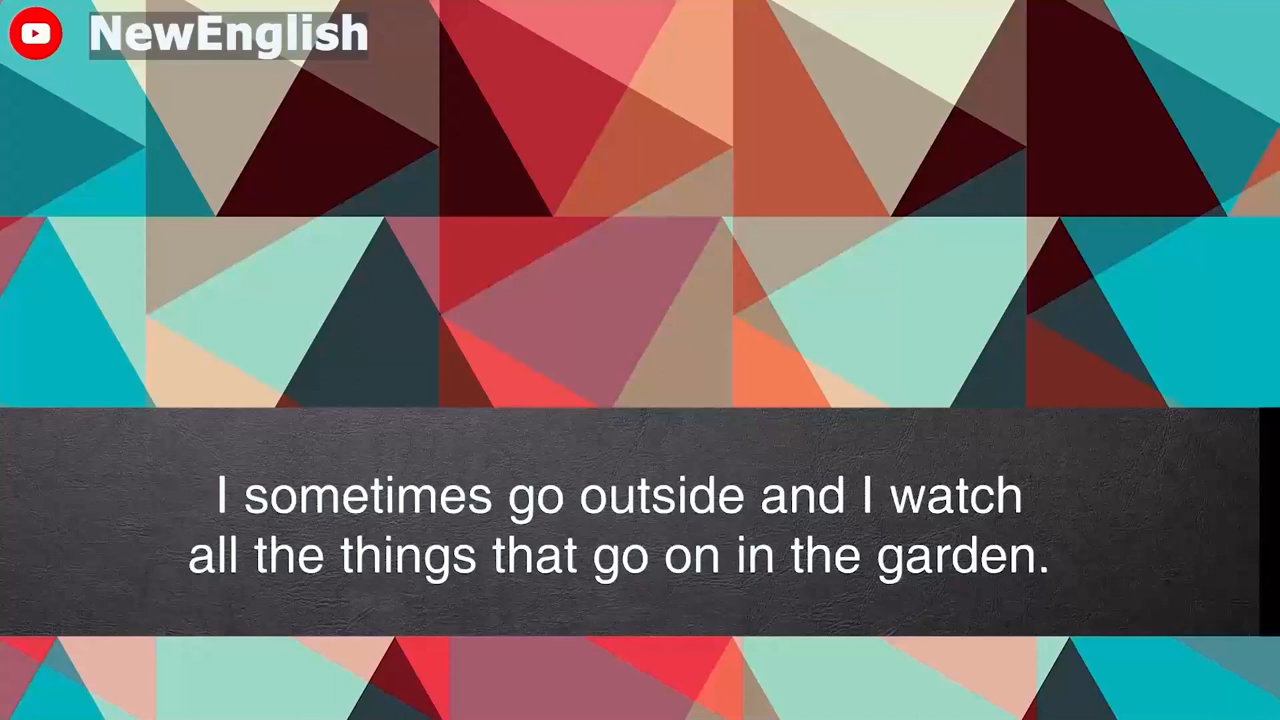 NewEnglish
I sometimes go outside and I watch
all the things that go on in the garden.